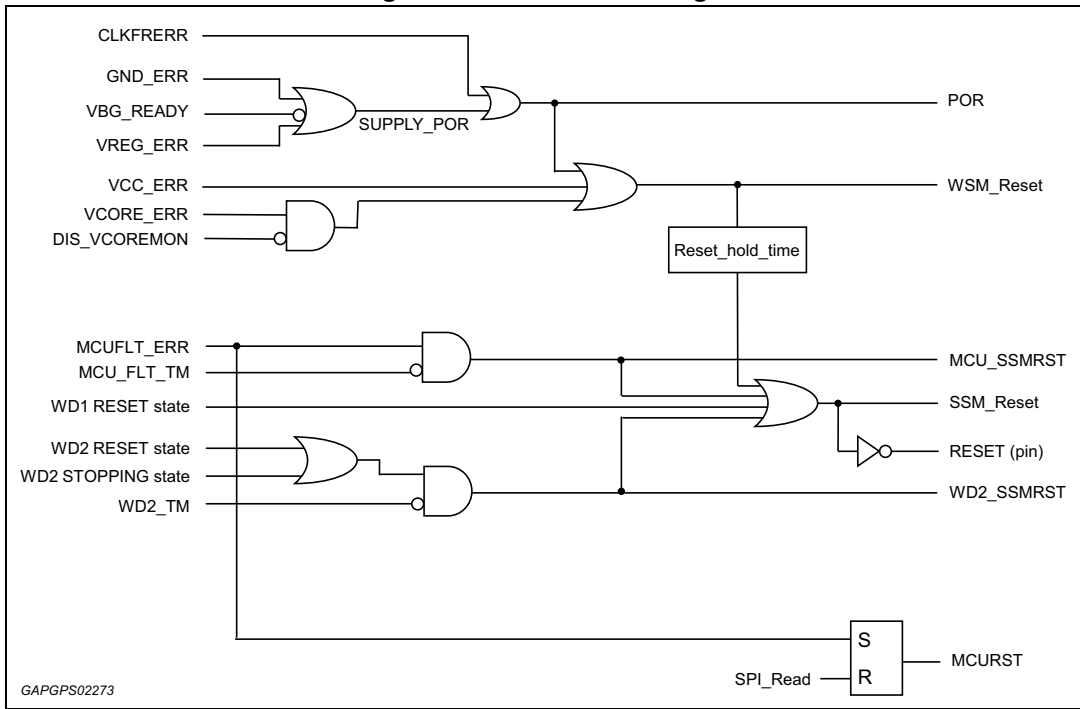 CLKFRERR
GND_ERR
VBG_READY
VREG_ERR
SUPPLY_POR
POR
VCC_ERR
VCORE_ERR
DIS_VCOREMON
WSM_Reset
Reset_hold_time
MCUFLT_ERR
MCU_FLT_TM
MCU_SSMRST
WD1 RESET state
SSM_Reset
WD2 RESET state
RESET (pin)
WD2 STOPPING state
WD2_TM
WD2_SSMRST
S
R
SPI_Read
MCURST
GAPGPS02273